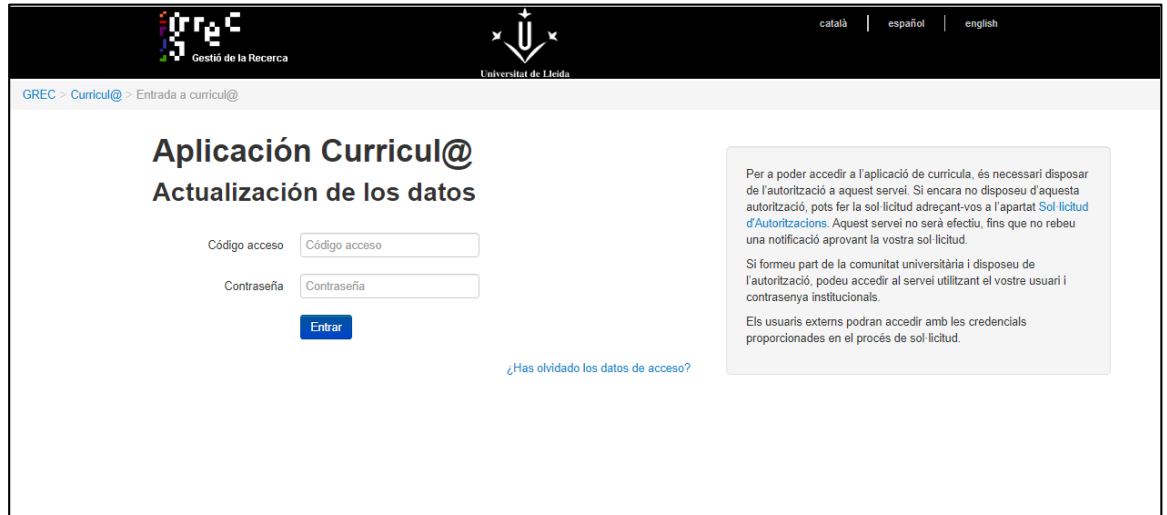 grec
Gestió de la Recerca
Universitat de Lleida
català | español | english
GREC > Curricul@ > Entrada a curricul@
Aplicación Curricul@
Actualización de los datos
Código acceso Código acceso
Contraseña Contraseña
Entrar
¿Has olvidado los datos de acceso?
Per a poder accedir a l'aplicació de curricula, és necessari disposar
de l'autorització a aquest servei. Si encara no disposeu d'aquesta
autorització, pots fer la sol·licitud adreçant-vos a l'apartat Sol·licitud
d'Autoritzacions. Aquest servei no serà efectiu, fins que no rebeu
una notificació aprovant la vostra sol·licitud.
Si formeu part de la comunitat universitària i disposeu de
l'autorització, podeu accedir al servei utilitzant el vostre usuari i
contrasenya institucionals.
Els usuaris externs podran accedir amb les credencials
proporcionades en el procés de sol·licitud.